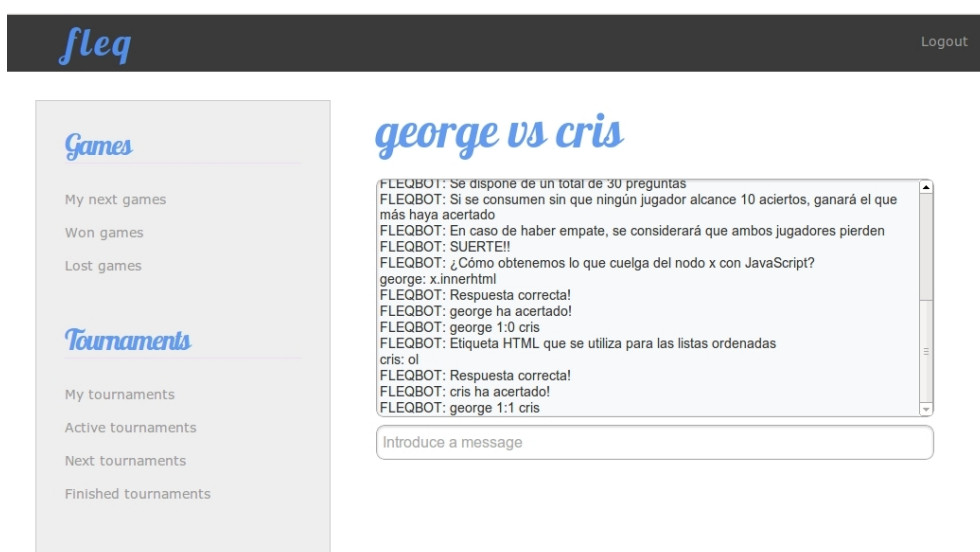 fleq
Logout
Games
My next games
Won games
Lost games
Tournaments
My tournaments
Active tournaments
Next tournaments
Finished tournaments
george vs cris
FLEQBOT: Se dispone de un total de 30 preguntas
FLEQBOT: Si se consumen sin que ningún jugador alcance 10 aciertos, ganará el que
más haya acertado
FLEQBOT: En caso de haber empate, se considerará que ambos jugadores pierden
FLEQBOT: SUERTE!!
FLEQBOT: ¿Cómo obtenemos lo que cuelga del nodo x con JavaScript?
george: x.innerhtml
FLEQBOT: Respuesta correcta!
FLEQBOT: george ha acertado!
FLEQBOT: george 1:0 cris
FLEQBOT: Etiqueta HTML que se utiliza para las listas ordenadas
cris: ol
FLEQBOT: Respuesta correcta!
FLEQBOT: cris ha acertado!
FLEQBOT: george 1:1 cris
Introduce a message